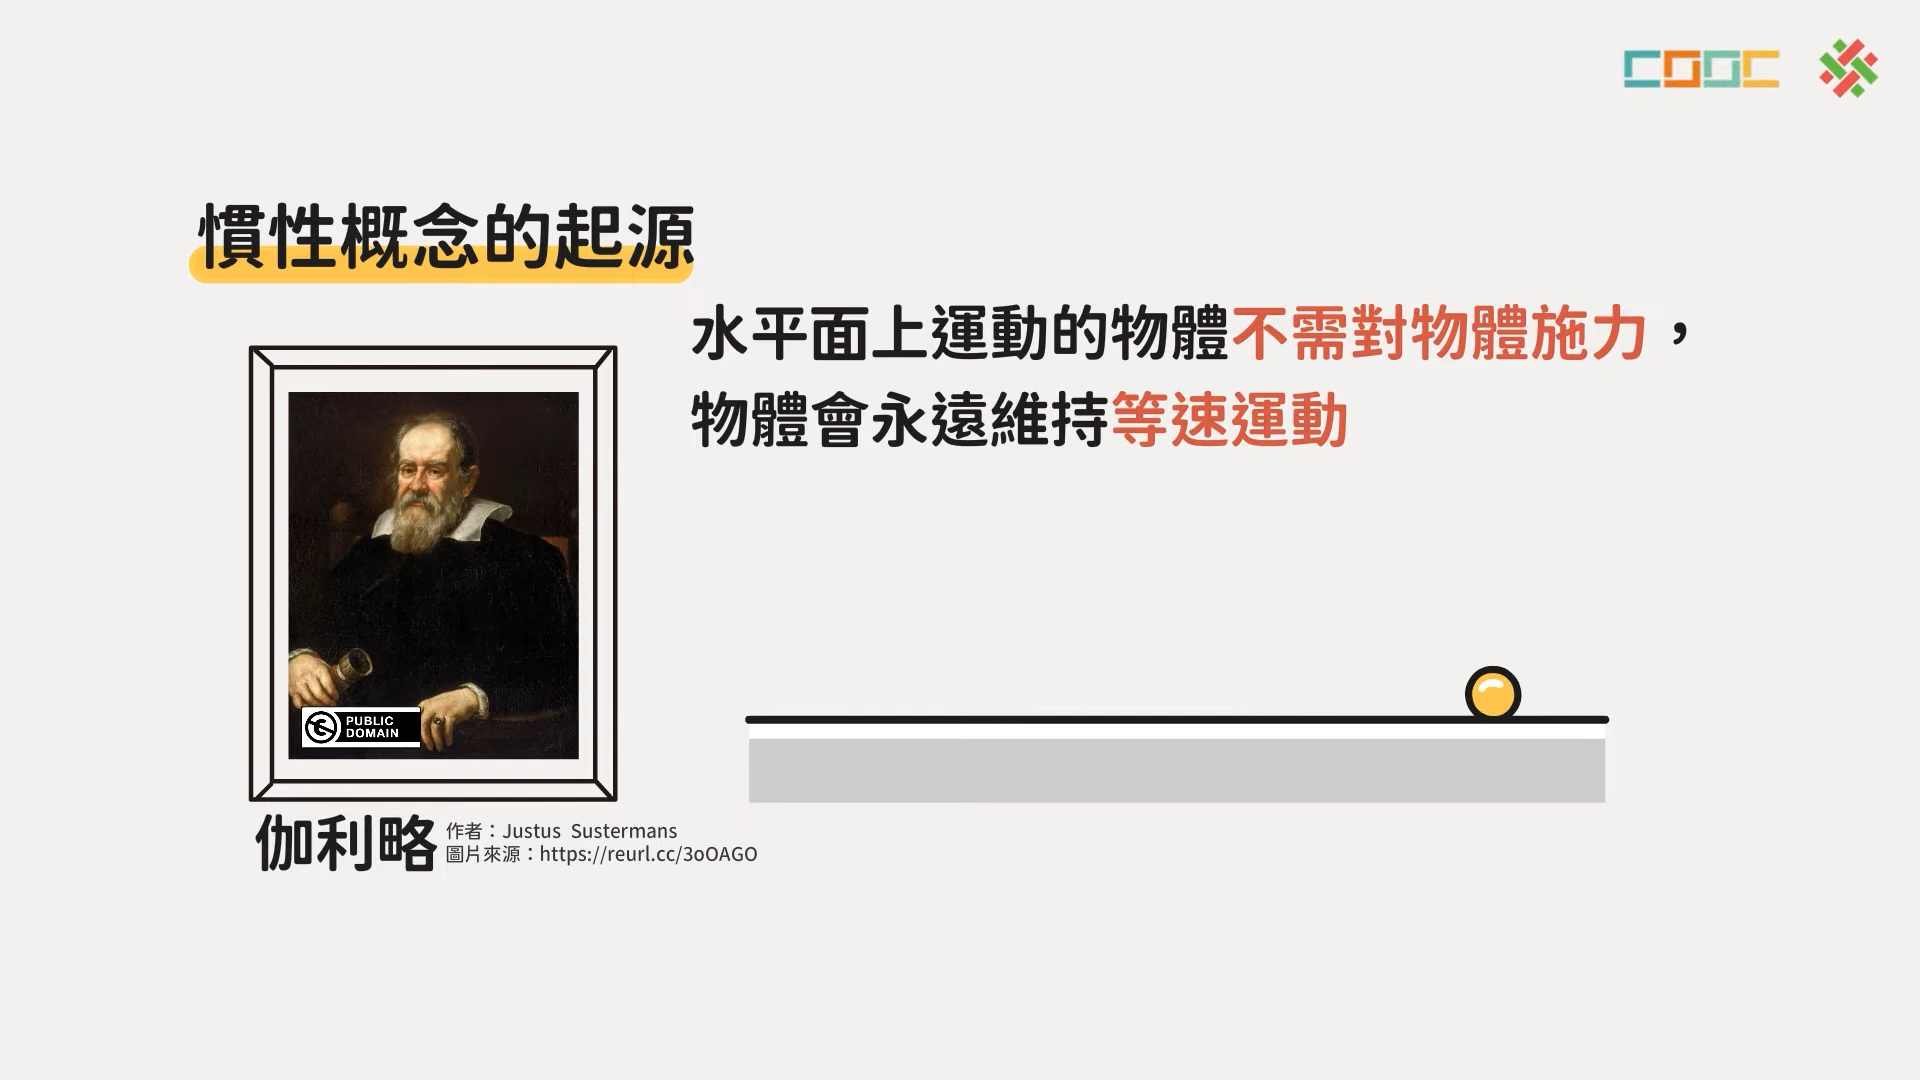 COOC
慣性概念的起源
水平面上運動的物體不需對物體施力，
物體會永遠維持等速運動
PUBLIC
DOMAIN
伽利略
作者：Justus Sustermans
圖片來源：https://reurl.cc/3oOAGO